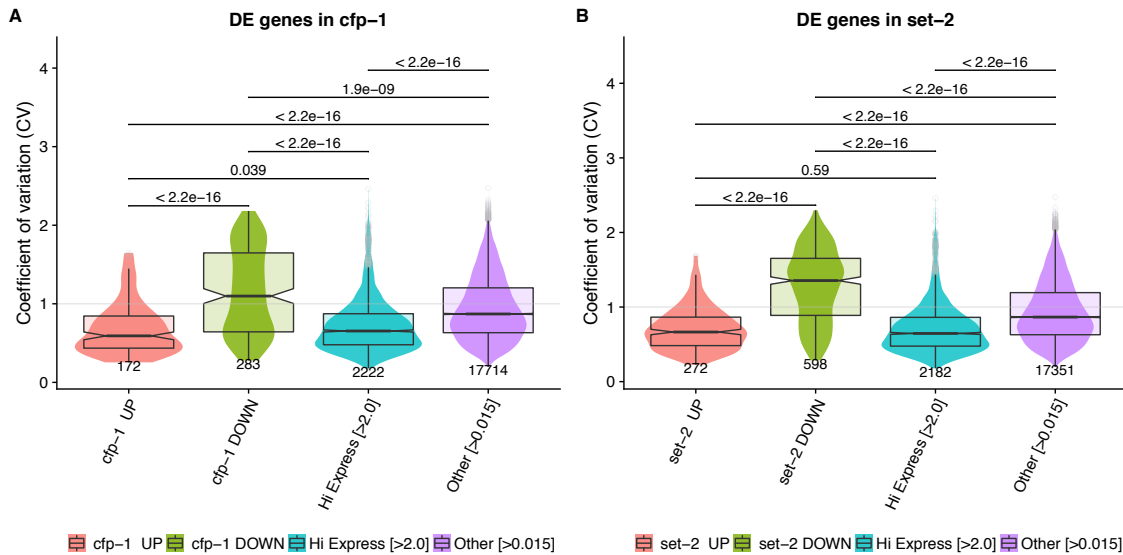 A
DE genes in cfp−1
Coefficient of variation (CV)
4
3
2
1
0
< 2.2e−16
1.9e−09
< 2.2e−16
< 2.2e−16
0.039
< 2.2e−16
172
283
2222
17714
cfp−1 UP
cfp−1 DOWN
Hi Express [>2.0]
Other [>0.015]
cfp−1 UP cfp−1 DOWN Hi Express [>2.0] Other [>0.015]
B
DE genes in set−2
Coefficient of variation (CV)
4
3
2
1
0
< 2.2e−16
< 2.2e−16
< 2.2e−16
< 2.2e−16
0.59
< 2.2e−16
272
598
2182
17351
set−2 UP
set−2 DOWN
Hi Express [>2.0]
Other [>0.015]
set−2 UP set−2 DOWN Hi Express [>2.0] Other [>0.015]